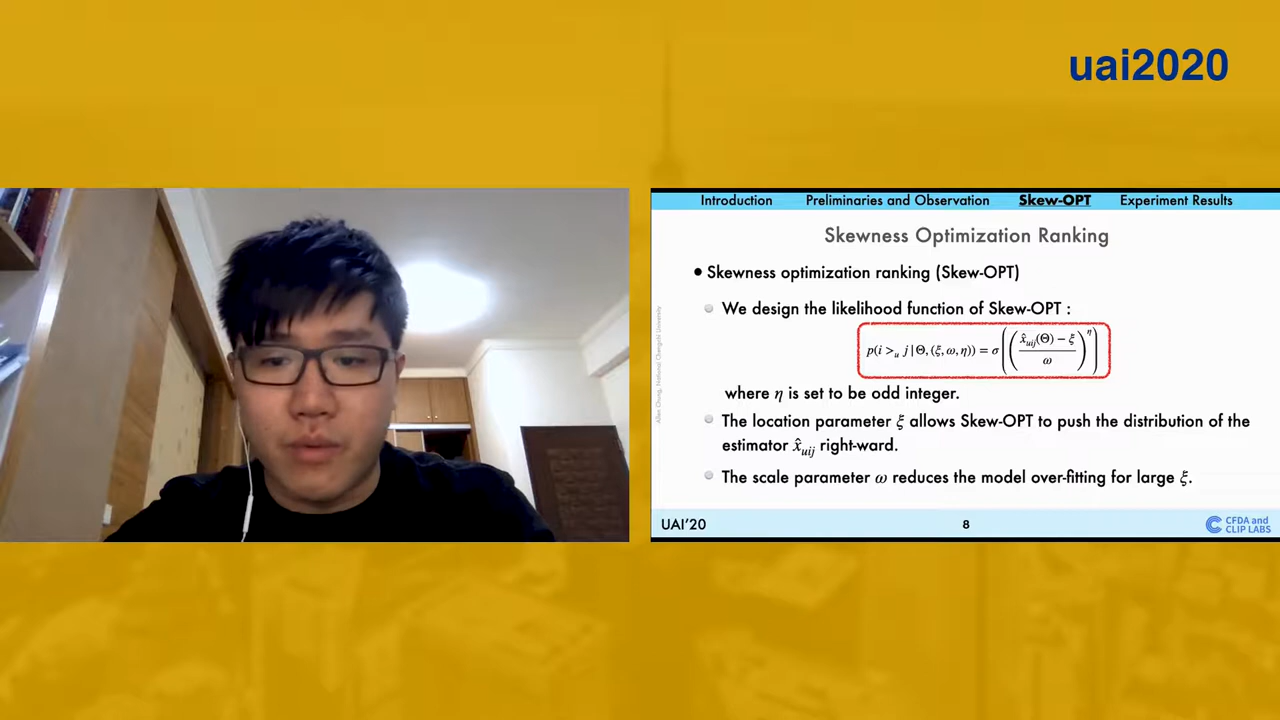 uai2020
Introduction Preliminaries and Observation Skew-OPT Experiment Results
Skewness Optimization Ranking
● Skewness optimization ranking (Skew-OPT)
We design the likelihood function of Skew-OPT :
p(i >ᵤ j | Θ, (ξ, ω, η)) = σ((( x̂ᵤᵢⱼ(Θ) − ξ ) / ω)^η)
where η is set to be odd integer.
The location parameter ξ allows Skew-OPT to push the distribution of the
estimator x̂ᵤᵢⱼ right-ward.
The scale parameter ω reduces the model over-fitting for large ξ.
UAI'20 8 CFDA and
CLIP LABS